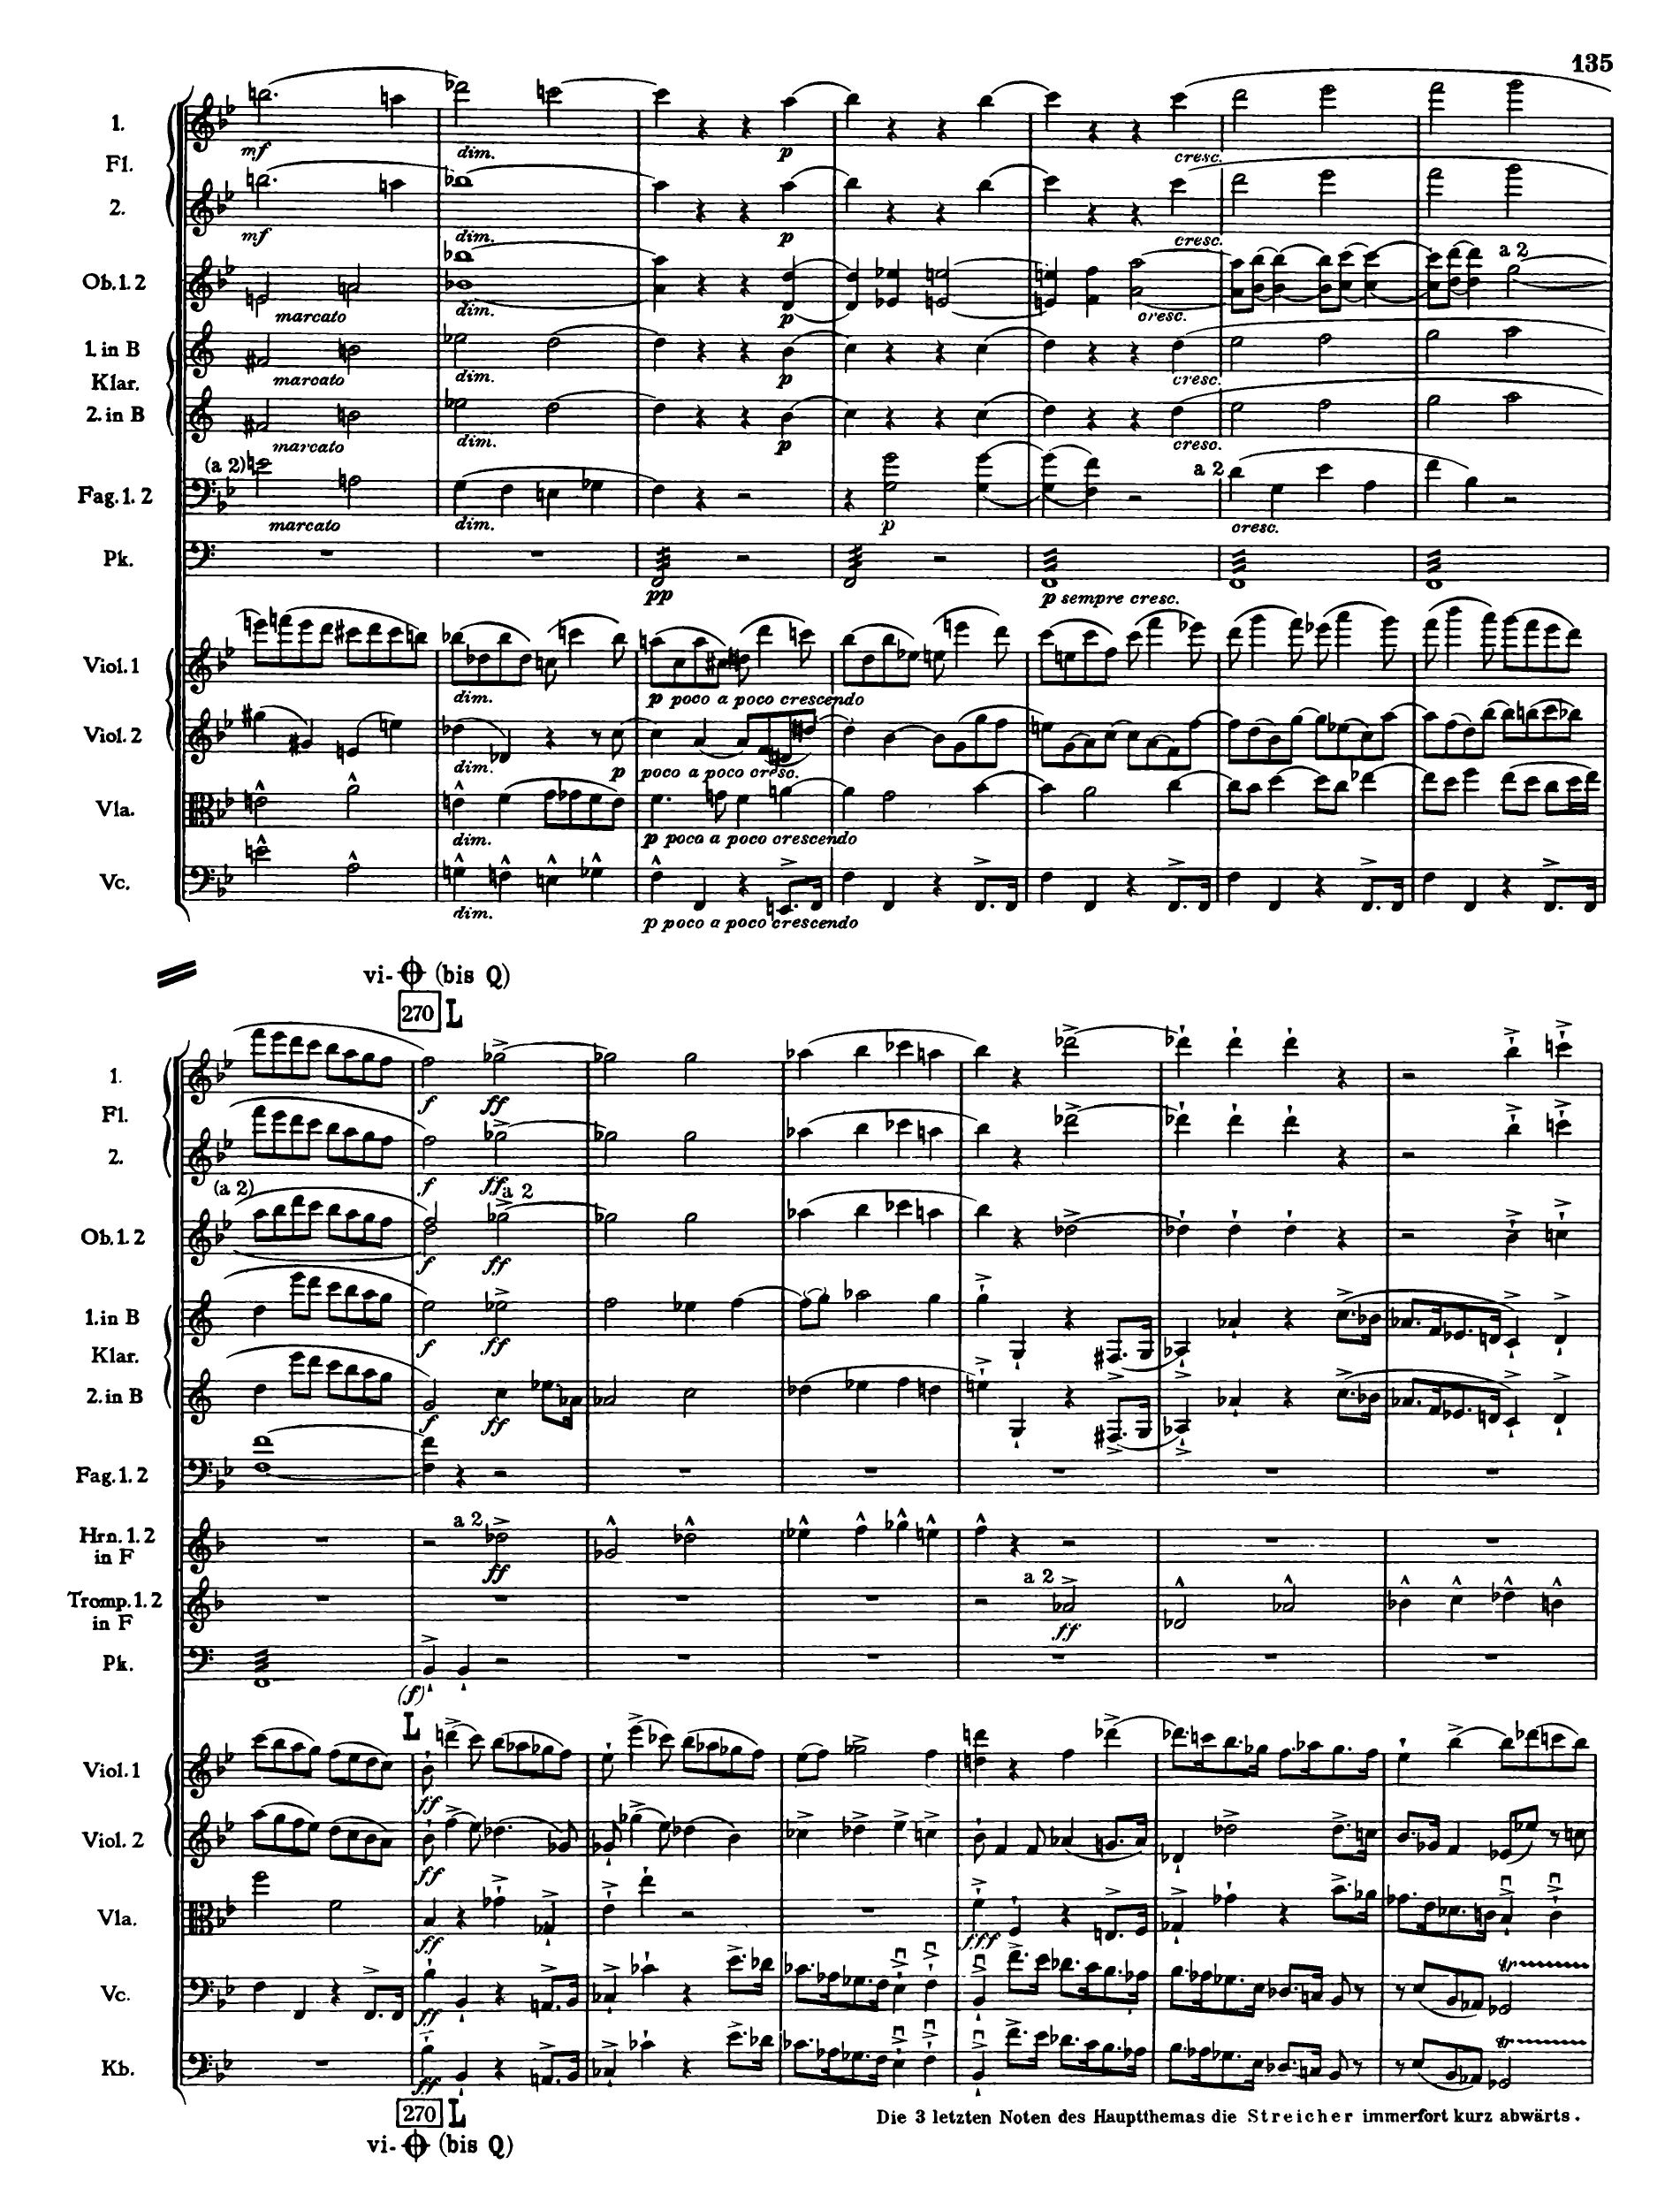 135
1.
Fl.
2.
mf
mf
dim.
dim.
p
p
cresc.
cresc.
Ob. 1. 2
marcato
dim.
p
cresc.
a 2
1. in B
Klar.
2. in B
marcato
dim.
p
cresc.
marcato
dim.
p
cresc.
Fag. 1. 2
(a 2)
marcato
dim.
p
a 2
cresc.
Pk.
pp
p sempre cresc.
Viol. 1
dim.
p poco a poco crescendo
Viol. 2
dim.
p
poco a poco cresc.
Vla.
dim.
p poco a poco crescendo
Vc.
dim.
p poco a poco crescendo
vi- (bis Q)
270 L
1.
Fl.
2.
f
ff
f
ff
(a 2)
a 2
Ob. 1. 2
f
ff
1. in B
Klar.
2. in B
f
ff
f
ff
Fag. 1. 2
Hrn. 1. 2
in F
a 2
ff
Tromp. 1. 2
in F
a 2
ff
Pk.
(f)
L
Viol. 1
ff
Viol. 2
ff
Vla.
ff
fff
Vc.
ff
tr
Kb.
ff
tr
270 L
vi- (bis Q)
Die 3 letzten Noten des Hauptthemas die Streicher immerfort kurz abwärts.